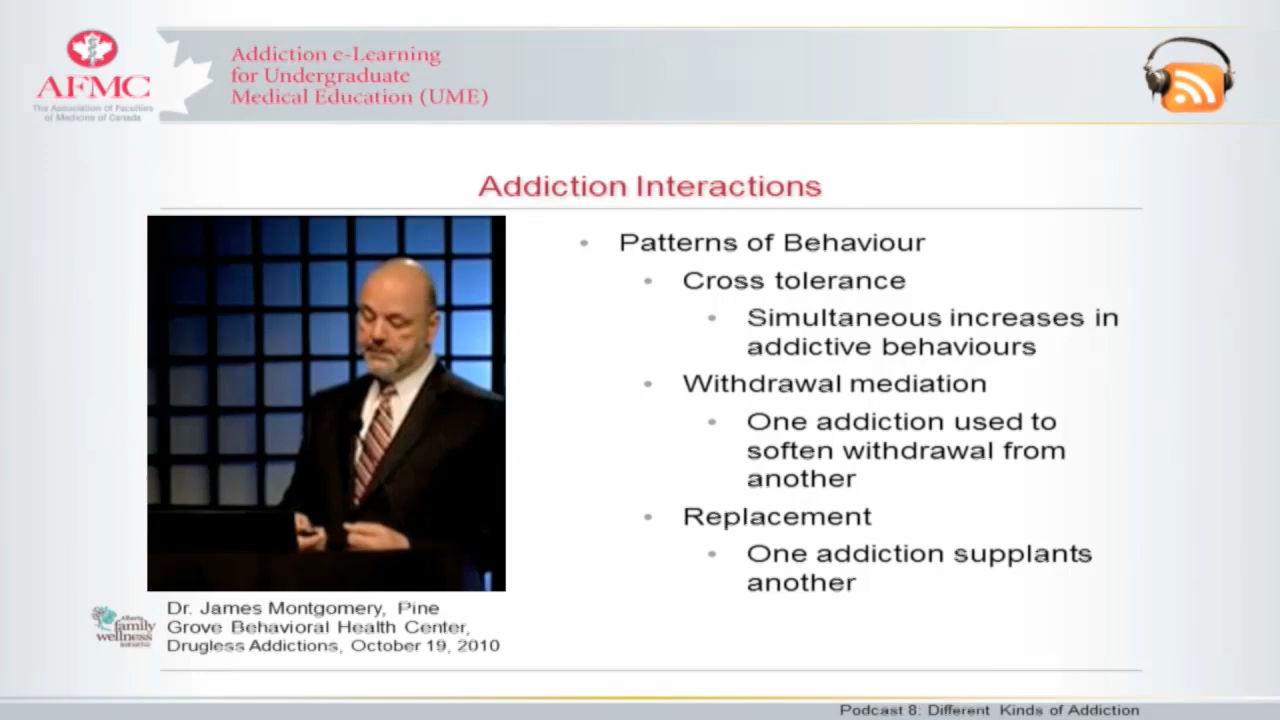 AFMC
The Association of Faculties
of Medicine of Canada
Addiction e-Learning
for Undergraduate
Medical Education (UME)
Addiction Interactions
• Patterns of Behaviour
• Cross tolerance
• Simultaneous increases in
addictive behaviours
• Withdrawal mediation
• One addiction used to
soften withdrawal from
another
• Replacement
• One addiction supplants
another
Alberta
family
wellness
initiative
Dr. James Montgomery, Pine
Grove Behavioral Health Center,
Drugless Addictions, October 19, 2010
Podcast 8: Different Kinds of Addiction